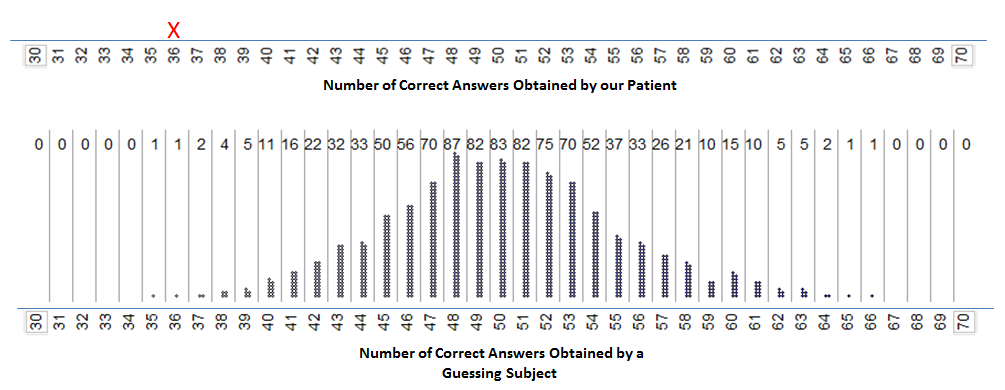 X
30 31 32 33 34 35 36 37 38 39 40 41 42 43 44 45 46 47 48 49 50 51 52 53 54 55 56 57 58 59 60 61 62 63 64 65 66 67 68 69 70
Number of Correct Answers Obtained by our Patient
0 0 0 0 0 1 1 2 4 5 11 16 22 32 33 50 56 70 87 82 83 82 75 70 52 37 33 26 21 10 15 10 5 5 2 1 1 0 0 0 0
30 31 32 33 34 35 36 37 38 39 40 41 42 43 44 45 46 47 48 49 50 51 52 53 54 55 56 57 58 59 60 61 62 63 64 65 66 67 68 69 70
Number of Correct Answers Obtained by a
Guessing Subject